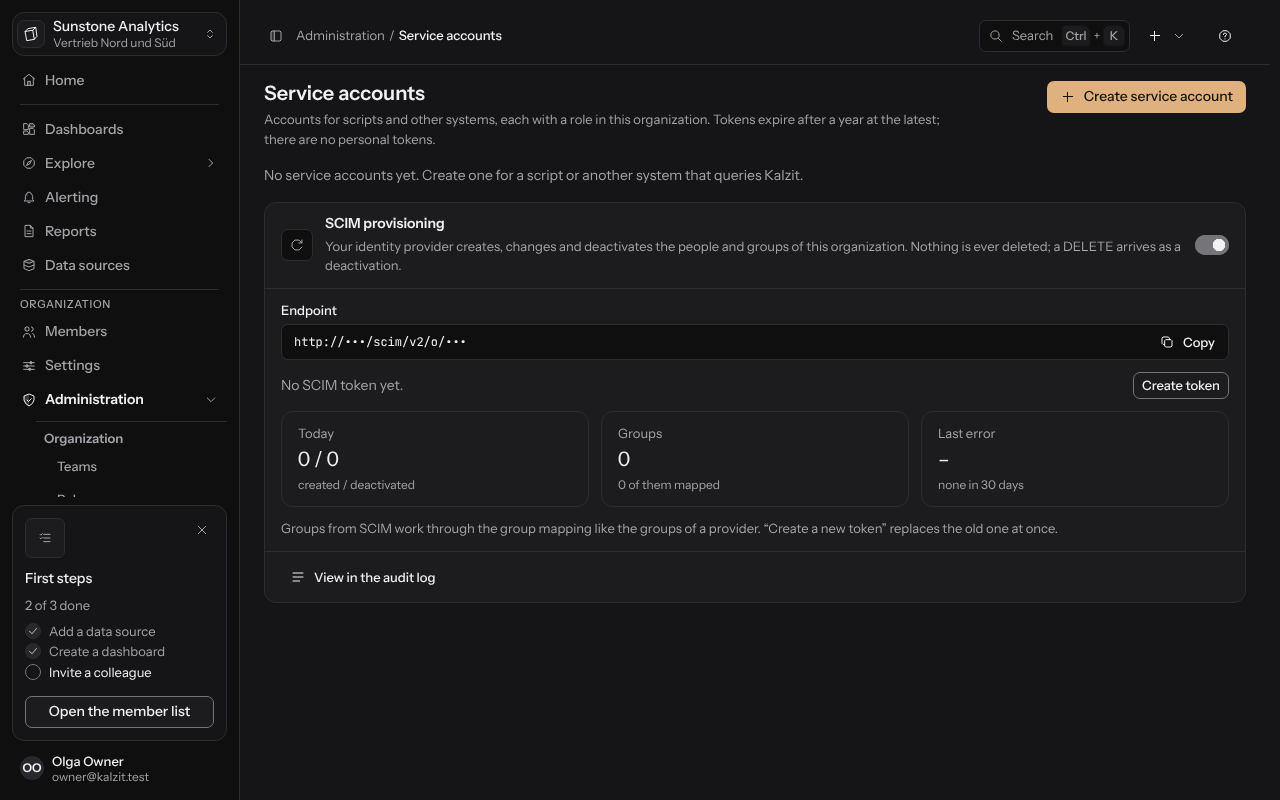 Sunstone Analytics
Vertrieb Nord und Süd
Home
Dashboards
Explore
Alerting
Reports
Data sources
ORGANIZATION
Members
Settings
Administration
Organization
Teams
First steps
2 of 3 done
Add a data source
Create a dashboard
Invite a colleague
Open the member list
OO
Olga Owner
owner@kalzit.test
Administration / Service accounts
Search Ctrl + K
Service accounts
Create service account
Accounts for scripts and other systems, each with a role in this organization. Tokens expire after a year at the latest;
there are no personal tokens.
No service accounts yet. Create one for a script or another system that queries Kalzit.
SCIM provisioning
Your identity provider creates, changes and deactivates the people and groups of this organization. Nothing is ever deleted; a DELETE arrives as a
deactivation.
Endpoint
http://•••/scim/v2/o/•••
Copy
No SCIM token yet.
Create token
Today
0 / 0
created / deactivated
Groups
0
0 of them mapped
Last error
–
none in 30 days
Groups from SCIM work through the group mapping like the groups of a provider. “Create a new token” replaces the old one at once.
View in the audit log